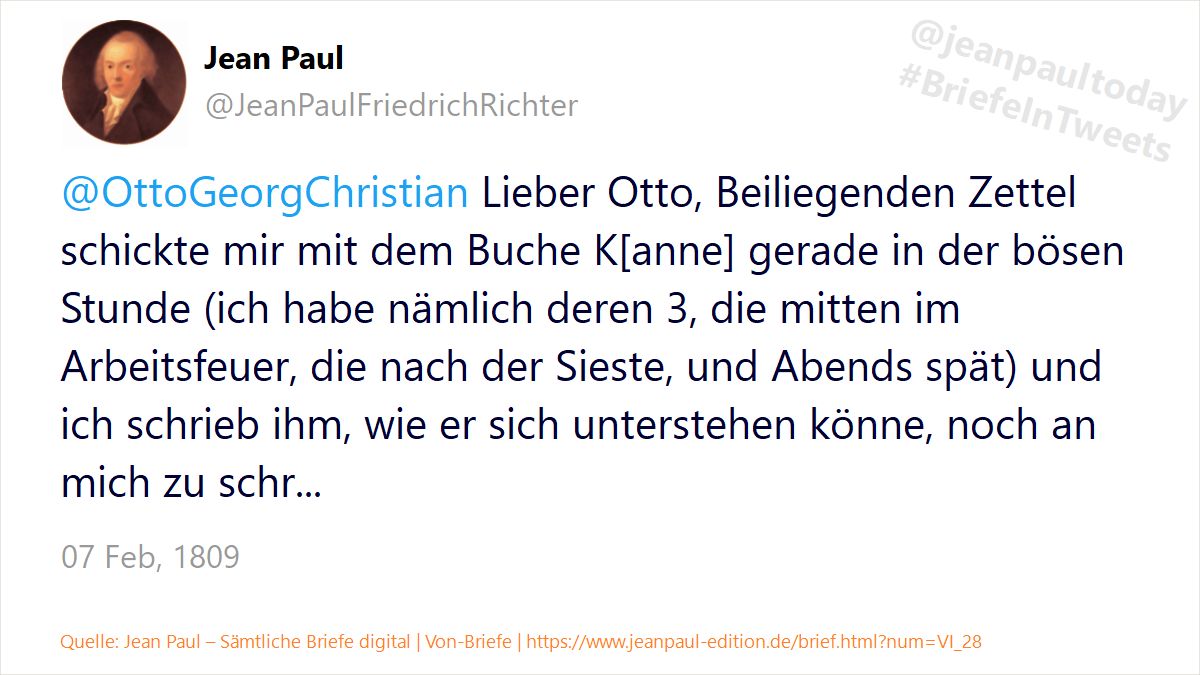 Jean Paul
@JeanPaulFriedrichRichter
@jeanpaultoday
#BriefeInTweets
@OttoGeorgChristian Lieber Otto, Beiliegenden Zettel
schickte mir mit dem Buche K[anne] gerade in der bösen
Stunde (ich habe nämlich deren 3, die mitten im
Arbeitsfeuer, die nach der Sieste, und Abends spät) und
ich schrieb ihm, wie er sich unterstehen könne, noch an
mich zu schr...
07 Feb, 1809
Quelle: Jean Paul – Sämtliche Briefe digital | Von-Briefe | https://www.jeanpaul-edition.de/brief.html?num=VI_28